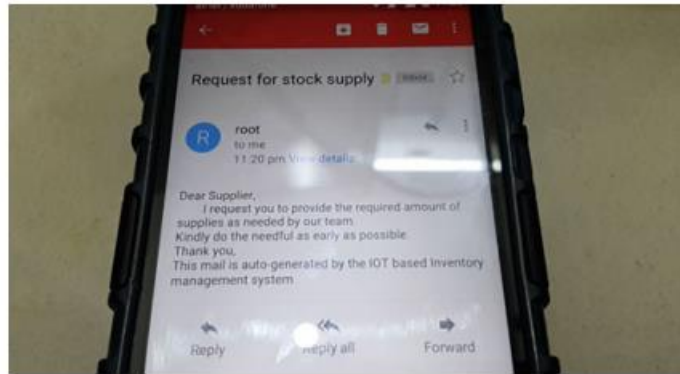 Request for stock supply
Inbox
R
root
to me
11:20 pm View details
Dear Supplier,
I request you to provide the required amount of
supplies as needed by our team.
Kindly do the needful as early as possible.
Thank you,
This mail is auto-generated by the IOT based Inventory
management system.
Reply
Reply all
Forward